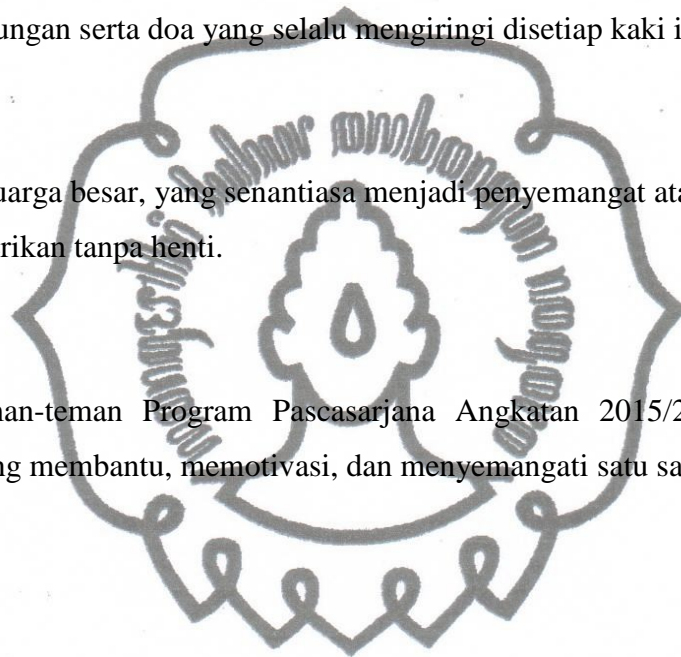 ungan serta doa yang selalu mengiringi disetiap kaki i
uarga besar, yang senantiasa menjadi penyemangat ata
rikan tanpa henti.
nan-teman Program Pascasarjana Angkatan 2015/2
ng membantu, memotivasi, dan menyemangati satu sa